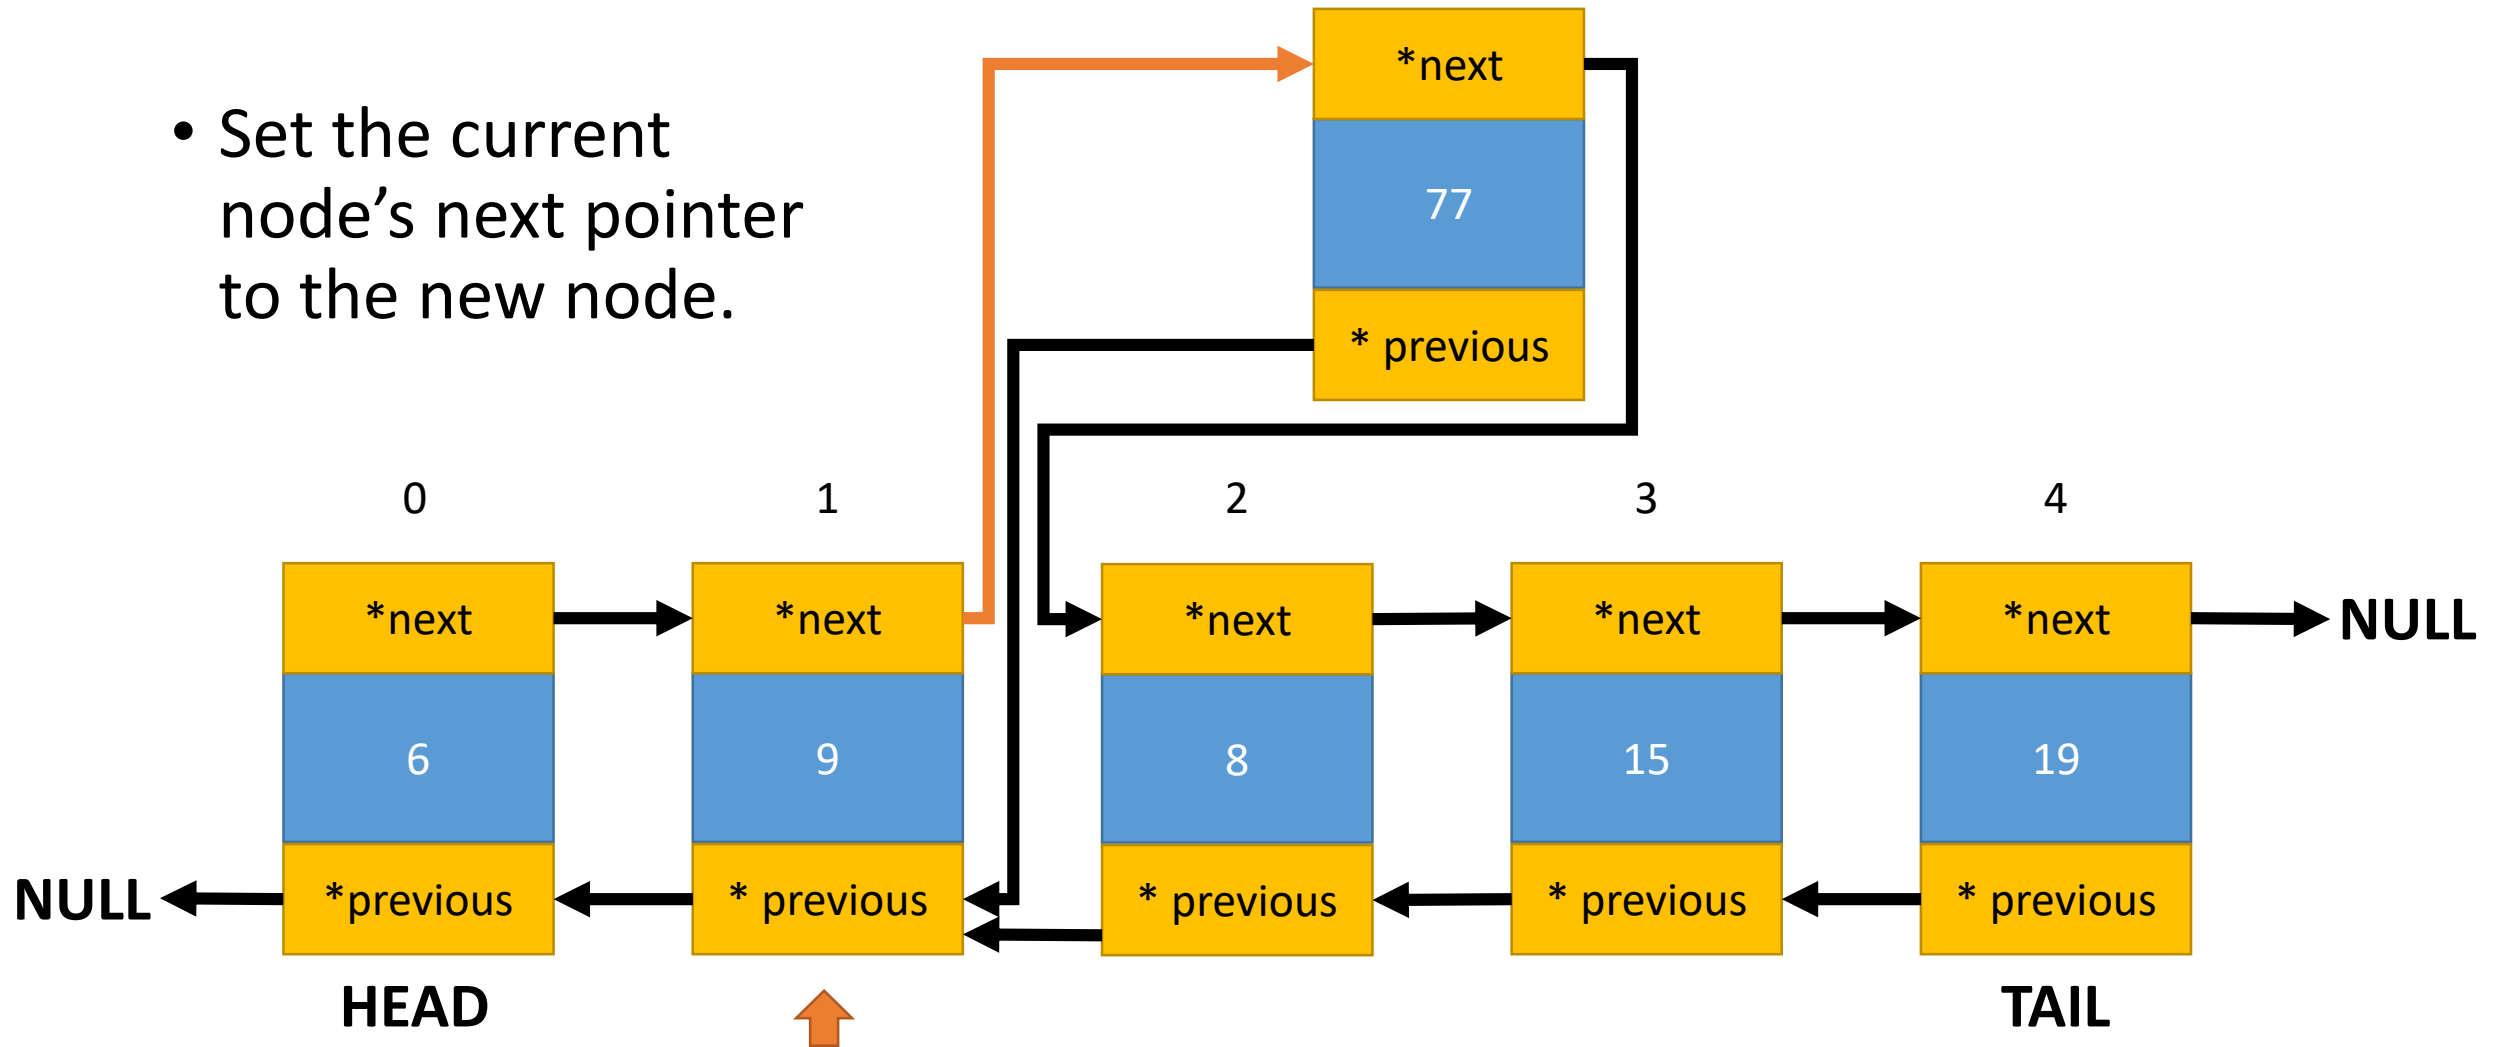 • Set the current
node’s next pointer
to the new node.
*next
77
* previous
0 1 2 3 4
*next *next *next *next *next NULL
6 9 8 15 19
NULL *previous * previous * previous * previous * previous
HEAD TAIL